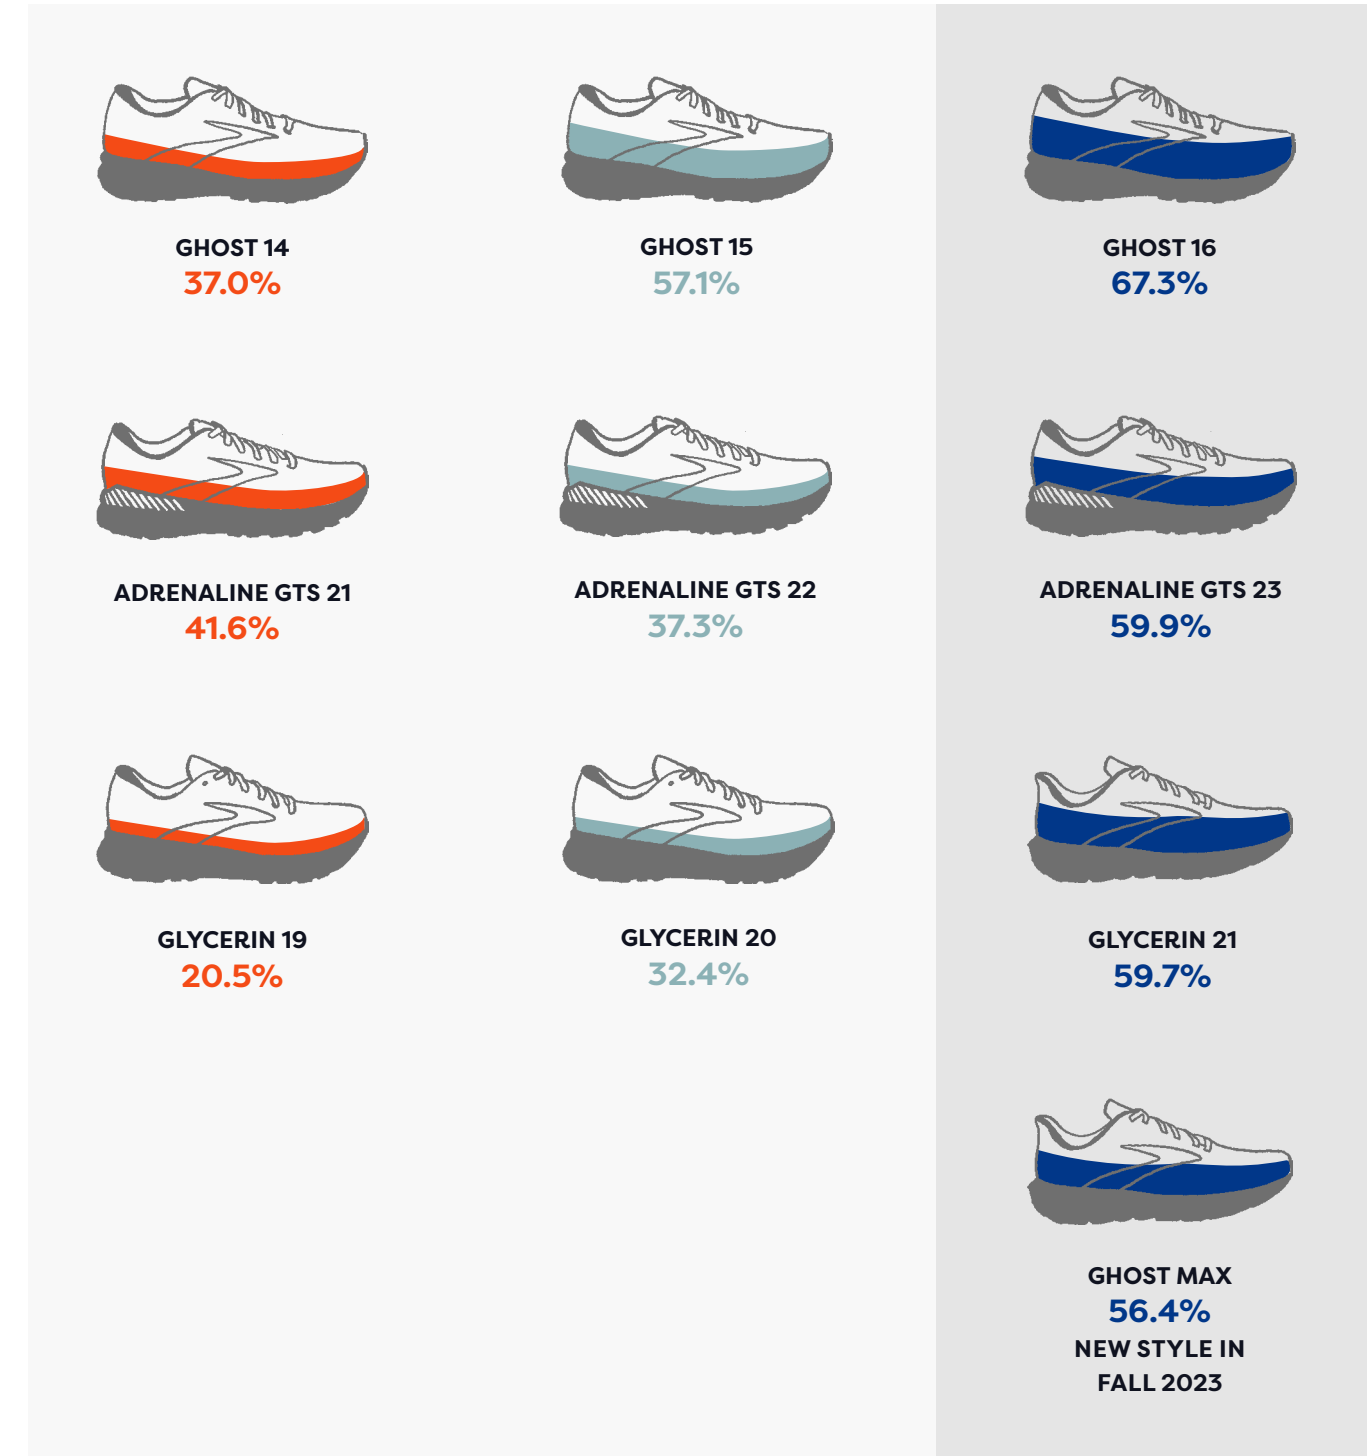 GHOST 14
37.0%
GHOST 15
57.1%
GHOST 16
67.3%
ADRENALINE GTS 21
41.6%
ADRENALINE GTS 22
37.3%
ADRENALINE GTS 23
59.9%
GLYCERIN 19
20.5%
GLYCERIN 20
32.4%
GLYCERIN 21
59.7%
GHOST MAX
56.4%
NEW STYLE IN
FALL 2023